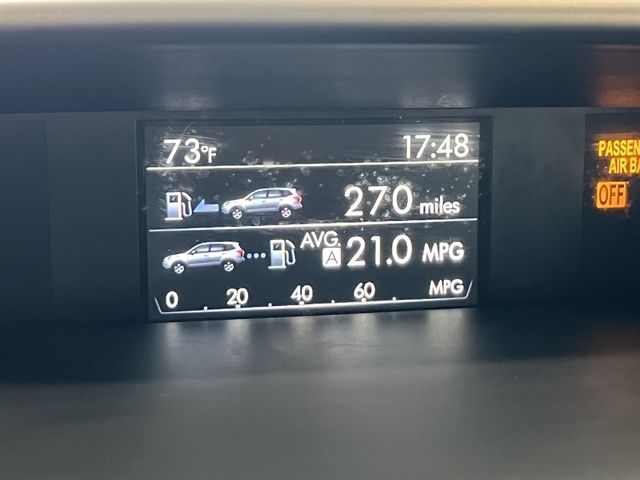 73°F 17:48
270 miles
AVG A 21.0 MPG
0 20 40 60 MPG
PASSEN
AIR BA
OFF